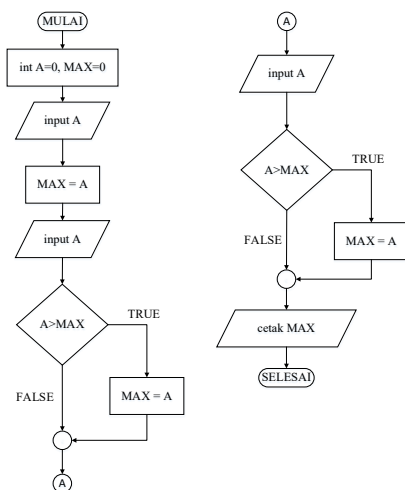 MULAI
int A=0, MAX=0
input A
MAX = A
input A
A>MAX
TRUE
FALSE
MAX = A
A
A
input A
A>MAX
TRUE
FALSE
MAX = A
cetak MAX
SELESAI